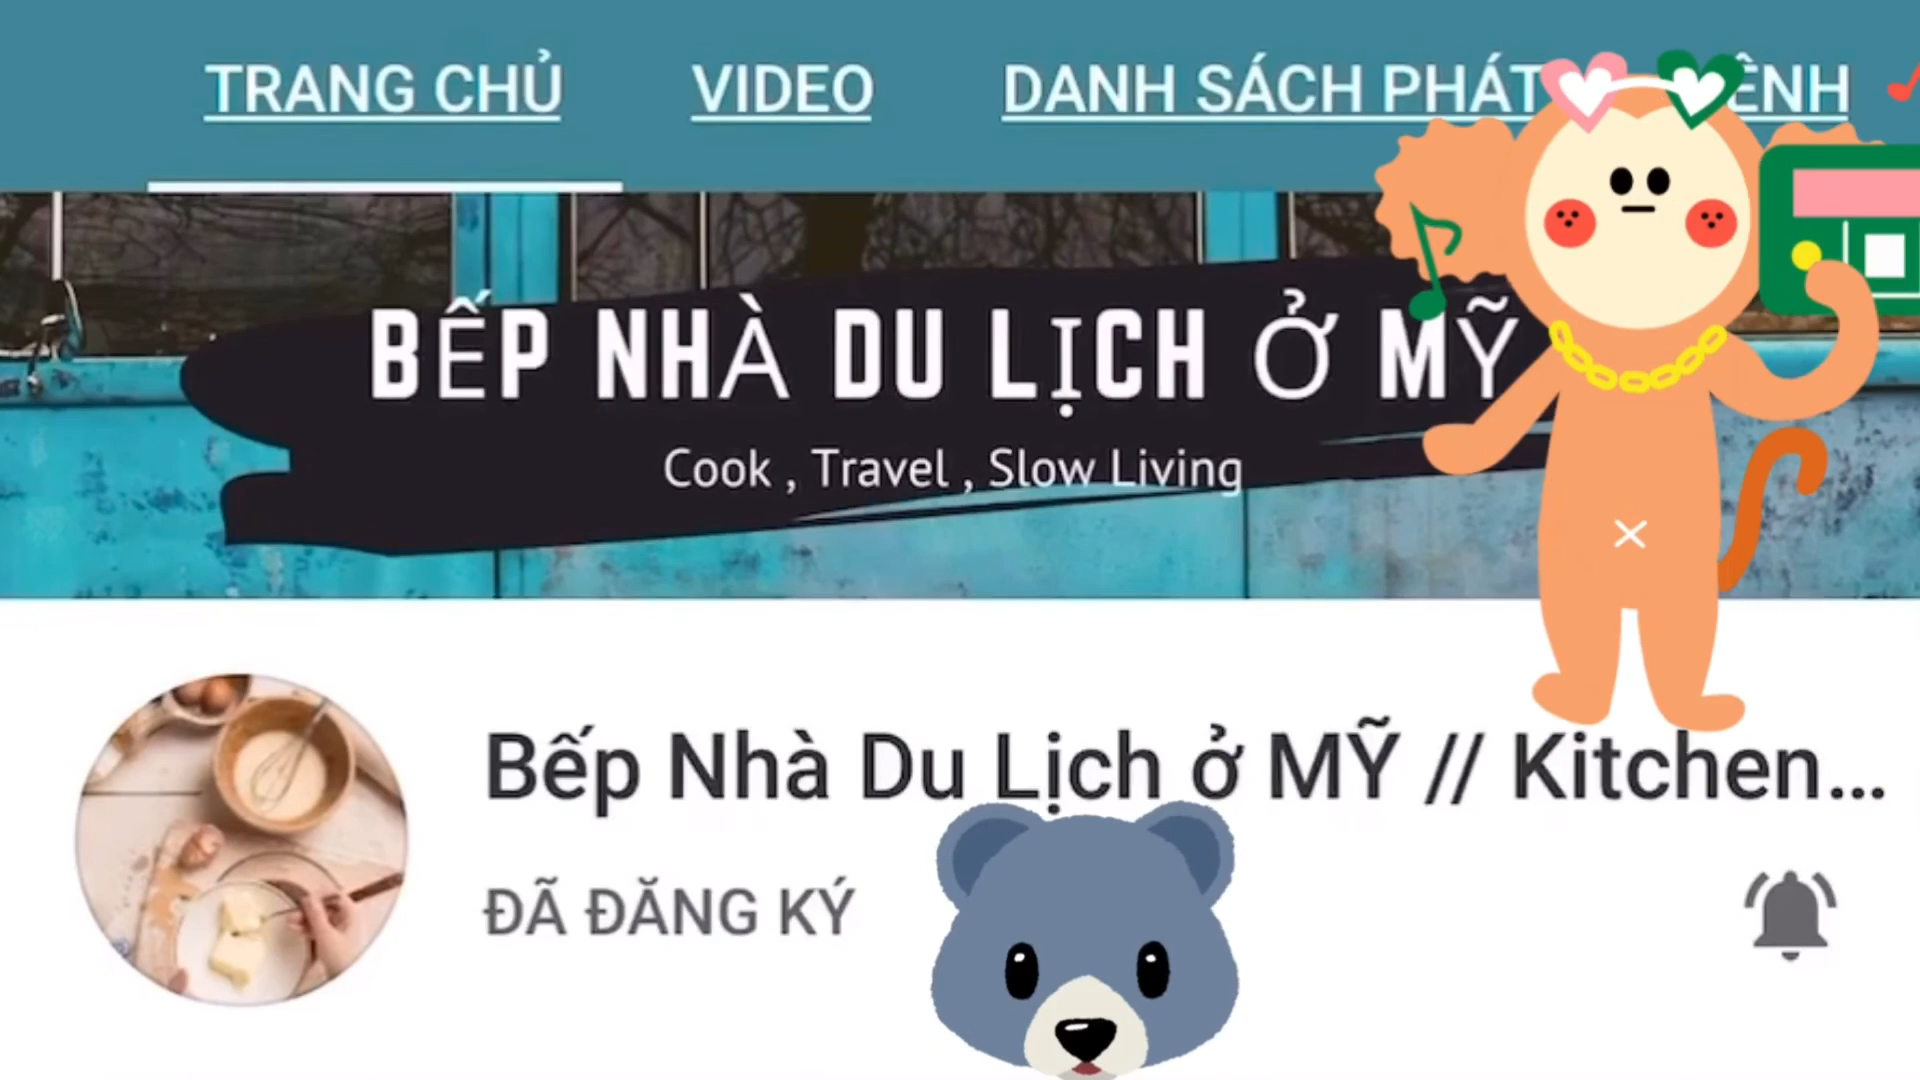 TRANG CHỦ VIDEO DANH SÁCH PHÁT
BẾP NHÀ DU LỊCH Ở MỸ
Cook , Travel , Slow Living
Bếp Nhà Du Lịch ở MỸ // Kitchen...
ĐÃ ĐĂNG KÝ